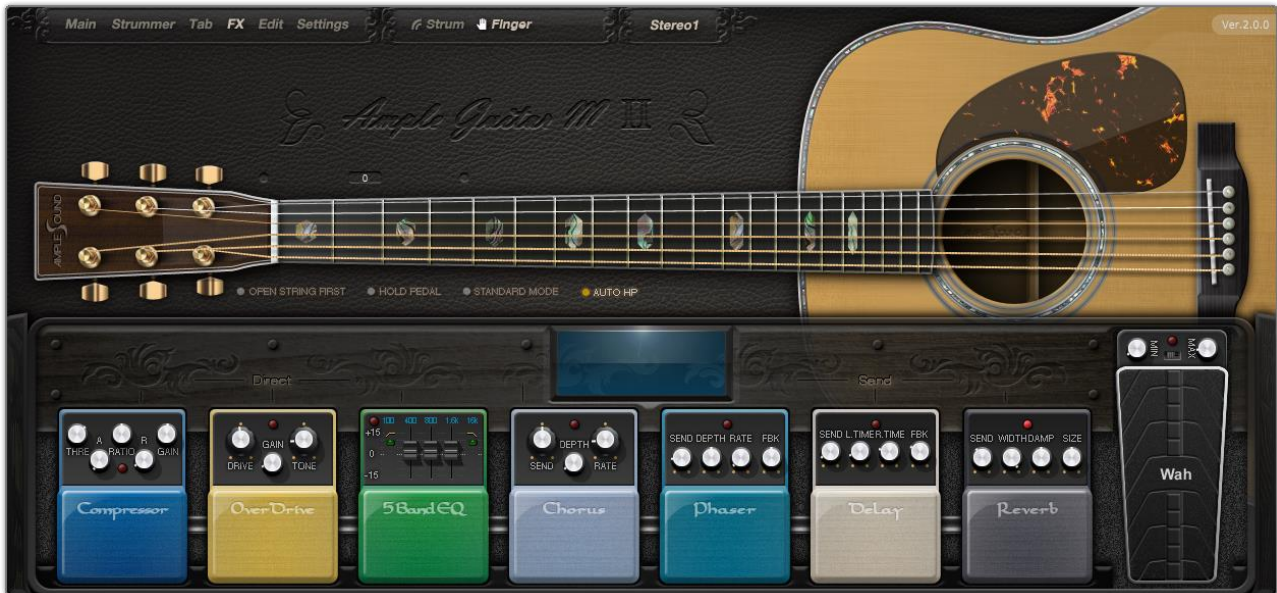 Main Strummer Tab FX Edit Settings
Strum Finger
Stereo1
Ver.2.0.0
Ample Guitar M II
AMPLE SOUND
0
OPEN STRING FIRST
HOLD PEDAL
STANDARD MODE
AUTO HP
Direct
Send
MIN
MAX
A R
THRE RATIO GAIN
Compressor
GAIN
DRIVE TONE
OverDrive
100 400 800 1.6k 16k
+15
0
-15
5Band EQ
DEPTH
SEND RATE
Chorus
SEND DEPTH RATE FBK
Phaser
SEND L.TIME R.TIME FBK
Delay
SEND WIDTH DAMP SIZE
Reverb
Wah